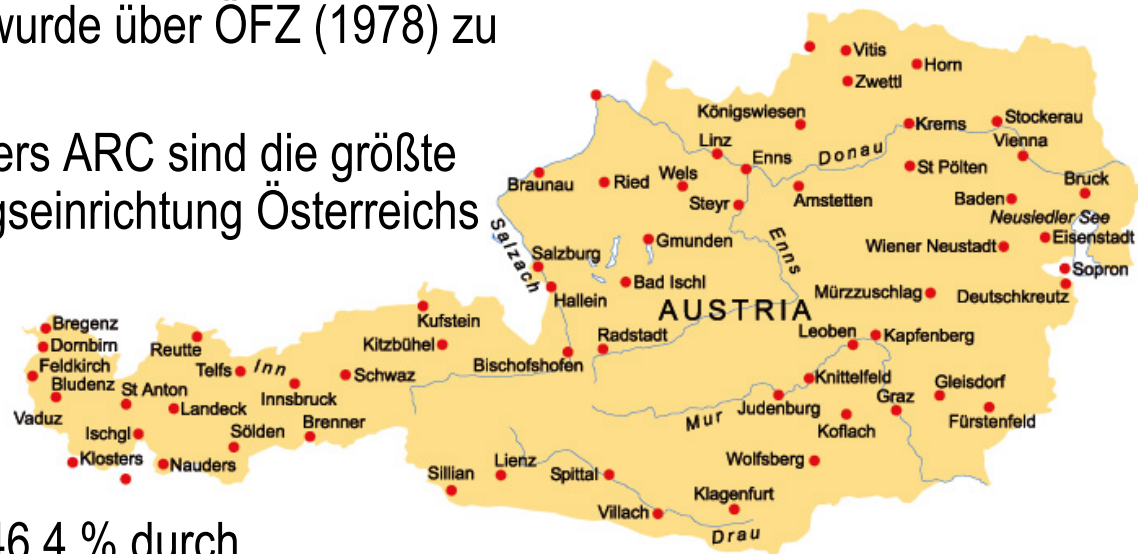 wurde über ÖFZ (1978) zu
ers ARC sind die größte
gseinrichtung Österreichs
46,4 % durch
Vitis
Horn
Zwettl
Königswiesen
Krems
Stockerau
Linz
Vienna
Enns
Donau
St Pölten
Wels
Braunau
Ried
Bruck
Amstetten
Baden
Steyr
Neusiedler See
Salzach
Gmunden
Enns
Wiener Neustadt
Eisenstadt
Salzburg
Sopron
Bad Ischl
Hallein
Mürzzuschlag
Deutschkreutz
AUSTRIA
Bregenz
Kufstein
Radstadt
Leoben
Kapfenberg
Dornbirn
Reutte
Kitzbühel
Bischofshofen
Feldkirch
Telfs
Inn
Schwaz
Knittelfeld
Gleisdorf
Bludenz
St Anton
Innsbruck
Judenburg
Graz
Vaduz
Landeck
Mur
Koflach
Fürstenfeld
Ischgl
Sölden
Brenner
Klosters
Nauders
Sillian
Lienz
Spittal
Wolfsberg
Klagenfurt
Villach
Drau